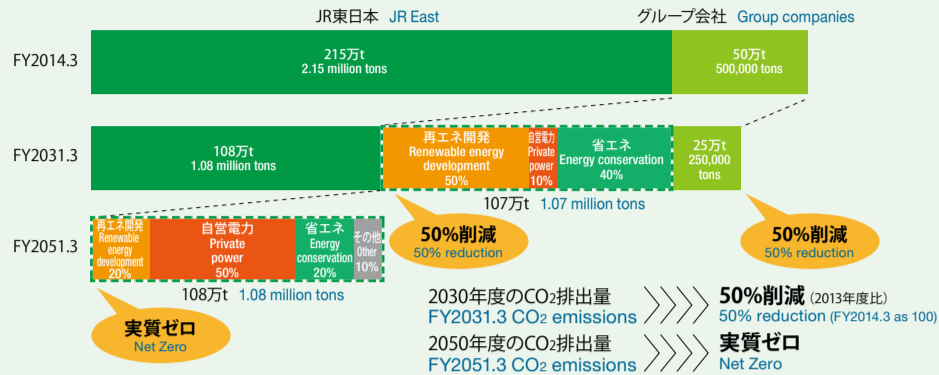 JR東日本 JR East
グループ会社 Group companies
FY2014.3
215万t
2.15 million tons
50万t
500,000 tons
FY2031.3
108万t
1.08 million tons
再エネ開発
Renewable energy
development
50%
自営電力
Private
power
10%
省エネ
Energy conservation
40%
25万t
250,000
tons
107万t 1.07 million tons
50%削減
50% reduction
50%削減
50% reduction
FY2051.3
再エネ開発
Renewable
energy
development
20%
自営電力
Private
power
50%
省エネ
Energy
conservation
20%
その他
Other
10%
108万t 1.08 million tons
実質ゼロ
Net Zero
2030年度のCO2排出量
FY2031.3 CO2 emissions
50%削減 (2013年度比)
50% reduction (FY2014.3 as 100)
2050年度のCO2排出量
FY2051.3 CO2 emissions
実質ゼロ
Net Zero